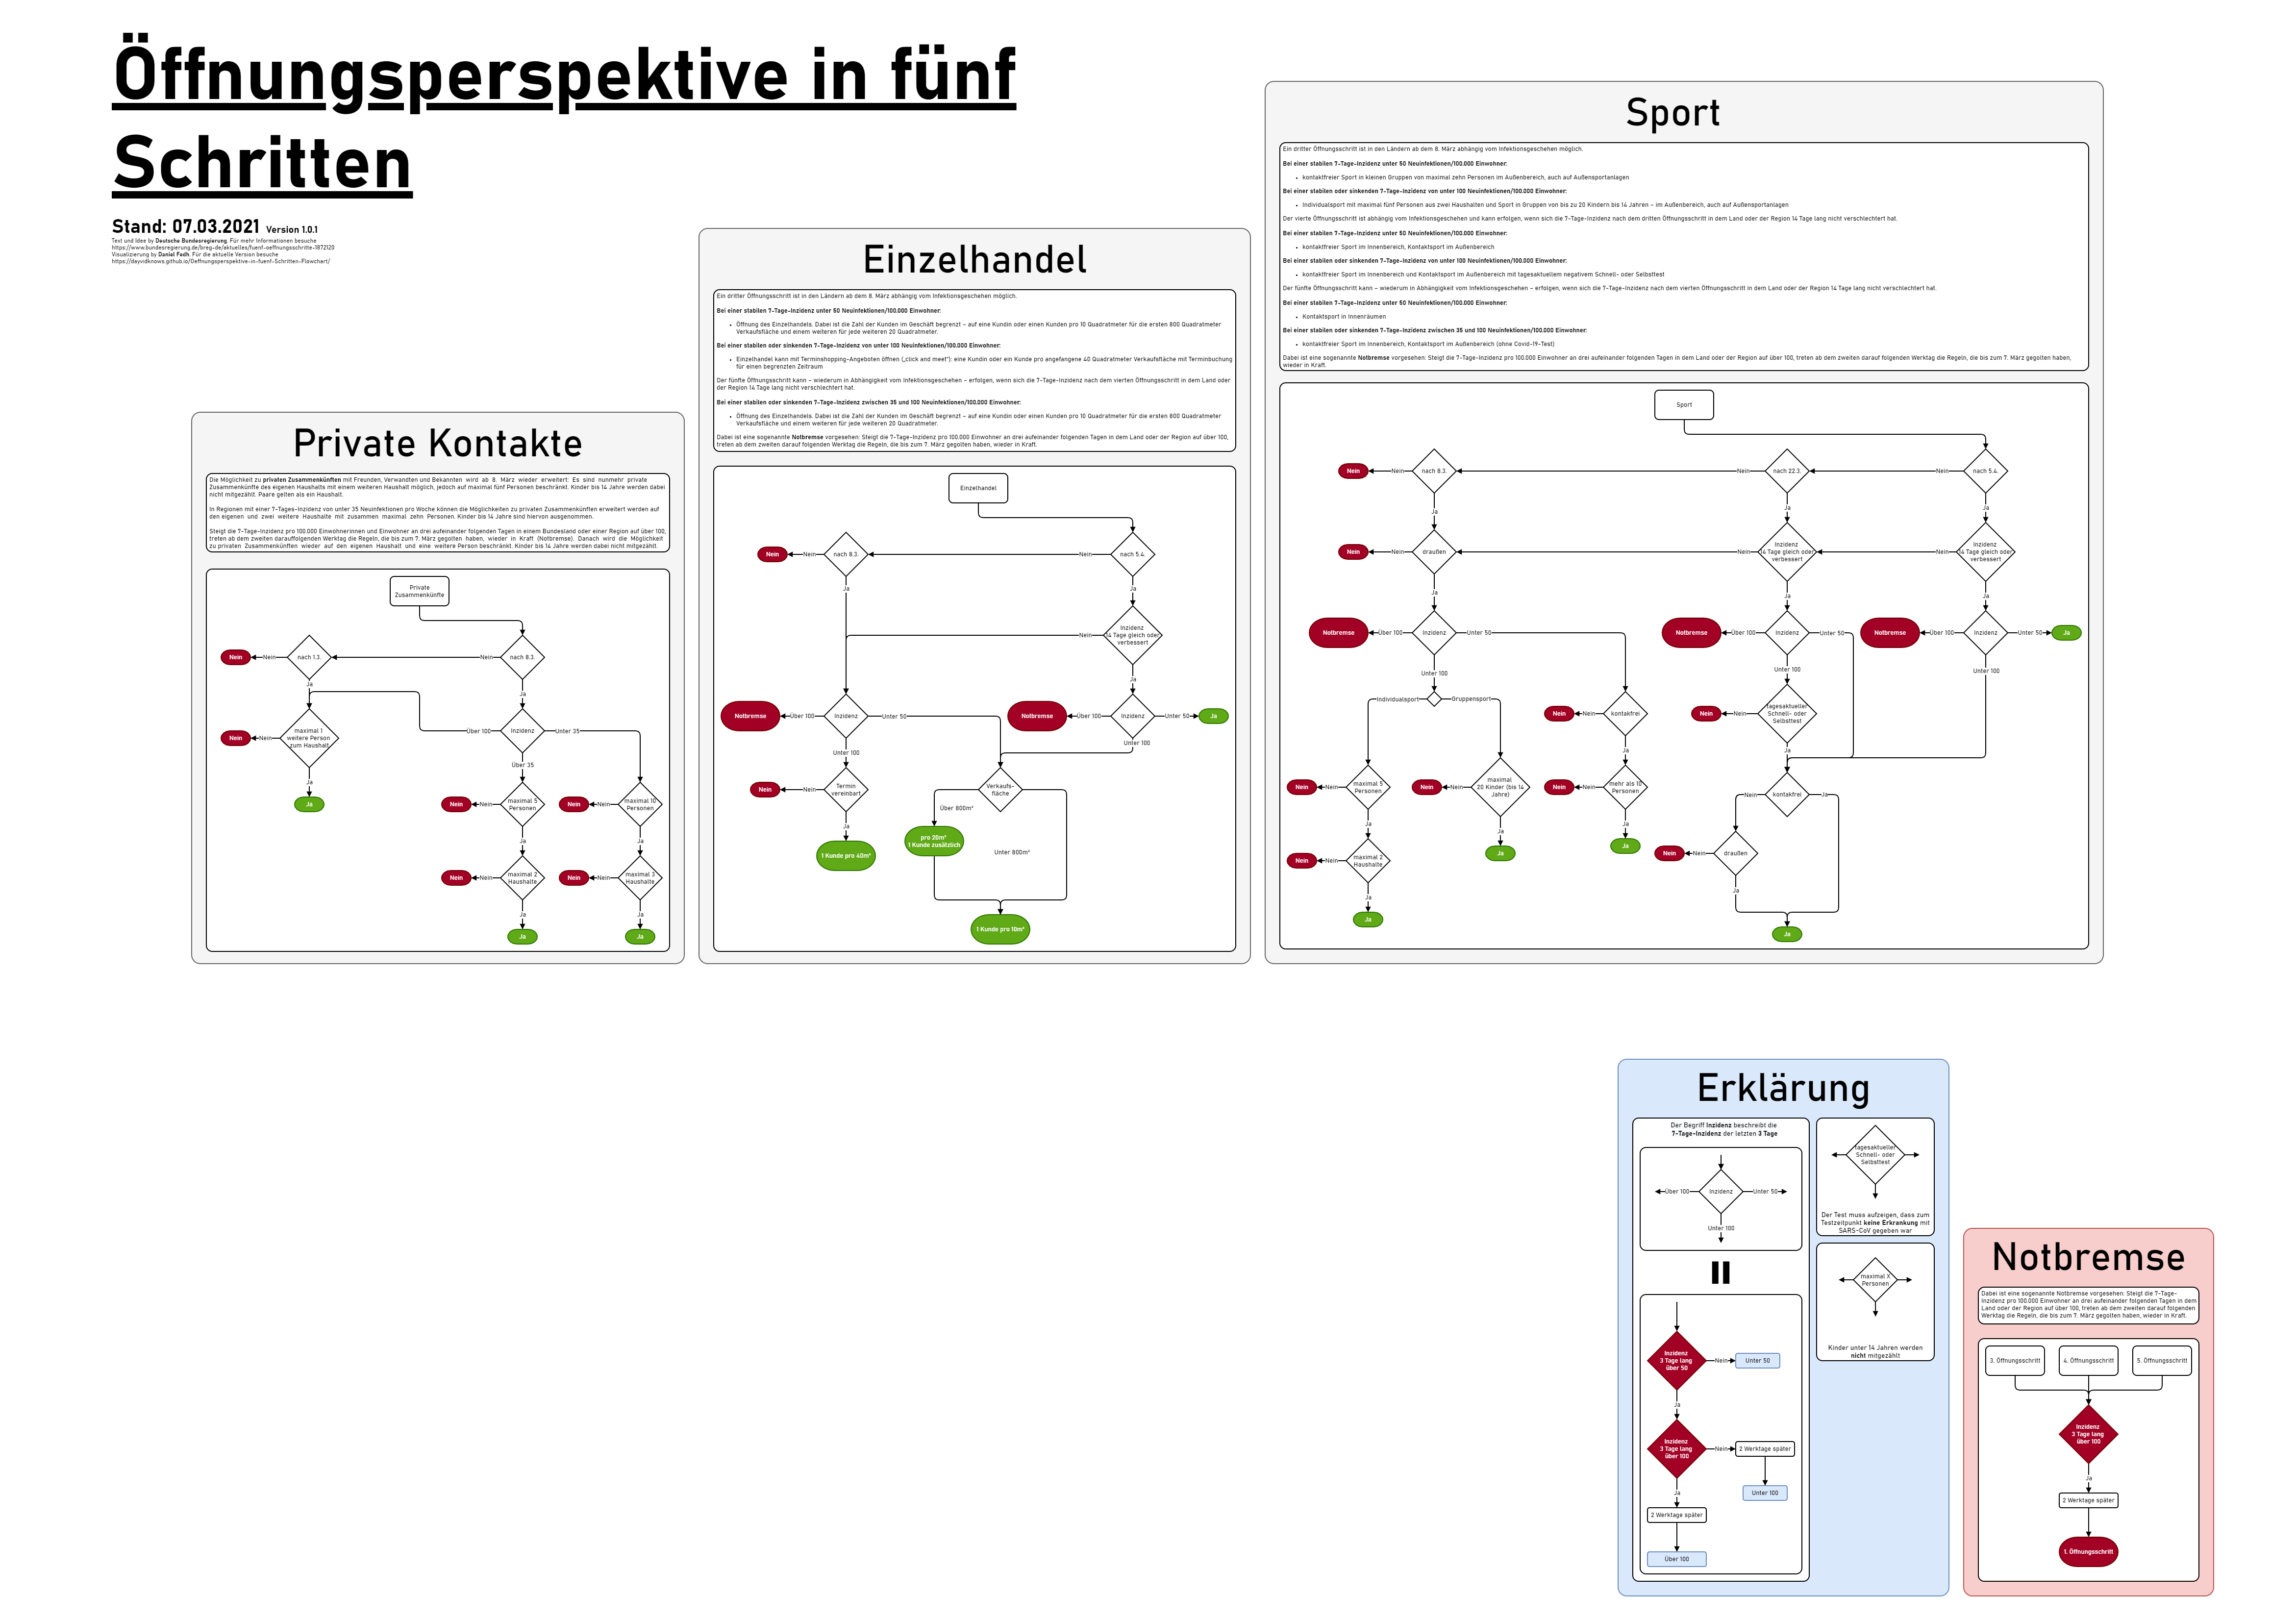 Öffnungsperspektive in fünf
Schritten
Stand: 07.03.2021 Version 1.0.1
Text und Idee by Deutsche Bundesregierung. Für mehr Informationen besuche
https://www.bundesregierung.de/breg-de/aktuelles/fuenf-oeffnungsschritte-1872120
Visualizierung by Daniel Fedh. Für die aktuelle Version besuche
https://dayvidknows.github.io/Oeffnungsperspektive-in-fuenf-Schritten-Flowchart/
Private Kontakte
Die Möglichkeit zu privaten Zusammenkünften mit Freunden, Verwandten und Bekannten wird ab 8. März wieder erweitert: Es sind nunmehr private
Zusammenkünfte des eigenen Haushalts mit einem weiteren Haushalt möglich, jedoch auf maximal fünf Personen beschränkt. Kinder bis 14 Jahre werden dabei
nicht mitgezählt. Paare gelten als ein Haushalt.
In Regionen mit einer 7-Tages-Inzidenz von unter 35 Neuinfektionen pro Woche können die Möglichkeiten zu privaten Zusammenkünften erweitert werden auf
den eigenen und zwei weitere Haushalte mit zusammen maximal zehn Personen. Kinder bis 14 Jahre sind hiervon ausgenommen.
Steigt die 7-Tage-Inzidenz pro 100.000 Einwohnerinnen und Einwohner an drei aufeinander folgenden Tagen in einem Bundesland oder einer Region auf über 100,
treten ab dem zweiten darauffolgenden Werktag die Regeln, die bis zum 7. März gegolten haben, wieder in Kraft (Notbremse). Danach wird die Möglichkeit
zu privaten Zusammenkünften wieder auf den eigenen Haushalt und eine weitere Person beschränkt. Kinder bis 14 Jahre werden dabei nicht mitgezählt.
Private
Zusammenkünfte
Nein
Nein
nach 1.3.
Nein
nach 8.3.
Ja
Ja
Nein
Nein
maximal 1
weitere Person
zum Haushalt
Über 100
Inzidenz
Unter 35
Ja
Über 35
Ja
Nein
Nein
maximal 5
Personen
Nein
Nein
maximal 10
Personen
Ja
Ja
Nein
Nein
maximal 2
Haushalte
Nein
Nein
maximal 3
Haushalte
Ja
Ja
Ja
Ja
Einzelhandel
Ein dritter Öffnungsschritt ist in den Ländern ab dem 8. März abhängig vom Infektionsgeschehen möglich.
Bei einer stabilen 7-Tage-Inzidenz unter 50 Neuinfektionen/100.000 Einwohner:
• Öffnung des Einzelhandels. Dabei ist die Zahl der Kunden im Geschäft begrenzt – auf eine Kundin oder einen Kunden pro 10 Quadratmeter für die ersten 800 Quadratmeter
Verkaufsfläche und einem weiteren für jede weiteren 20 Quadratmeter.
Bei einer stabilen oder sinkenden 7-Tage-Inzidenz von unter 100 Neuinfektionen/100.000 Einwohner:
• Einzelhandel kann mit Terminshopping-Angeboten öffnen („click and meet“): eine Kundin oder ein Kunde pro angefangene 40 Quadratmeter Verkaufsfläche mit Terminbuchung
für einen begrenzten Zeitraum
Der fünfte Öffnungsschritt kann – wiederum in Abhängigkeit vom Infektionsgeschehen – erfolgen, wenn sich die 7-Tage-Inzidenz nach dem vierten Öffnungsschritt in dem Land oder
der Region 14 Tage lang nicht verschlechtert hat.
Bei einer stabilen oder sinkenden 7-Tage-Inzidenz zwischen 35 und 100 Neuinfektionen/100.000 Einwohner:
• Öffnung des Einzelhandels. Dabei ist die Zahl der Kunden im Geschäft begrenzt – auf eine Kundin oder einen Kunden pro 10 Quadratmeter für die ersten 800 Quadratmeter
Verkaufsfläche und einem weiteren für jede weiteren 20 Quadratmeter.
Dabei ist eine sogenannte Notbremse vorgesehen: Steigt die 7-Tage-Inzidenz pro 100.000 Einwohner an drei aufeinander folgenden Tagen in dem Land oder der Region auf über 100,
treten ab dem zweiten darauf folgenden Werktag die Regeln, die bis zum 7. März gegolten haben, wieder in Kraft.
Einzelhandel
Nein
Nein
nach 8.3.
Nein
nach 5.4.
Ja
Ja
Nein
Inzidenz
14 Tage gleich oder
verbessert
Ja
Notbremse
Über 100
Inzidenz
Unter 50
Notbremse
Über 100
Inzidenz
Unter 50
Ja
Unter 100
Unter 100
Nein
Nein
Termin
vereinbart
Verkaufs-
fläche
Über 800m²
Ja
pro 20m²
1 Kunde zusätzlich
1 Kunde pro 40m²
Unter 800m²
1 Kunde pro 10m²
Sport
Ein dritter Öffnungsschritt ist in den Ländern ab dem 8. März abhängig vom Infektionsgeschehen möglich.
Bei einer stabilen 7-Tage-Inzidenz unter 50 Neuinfektionen/100.000 Einwohner:
• kontaktfreier Sport in kleinen Gruppen von maximal zehn Personen im Außenbereich, auch auf Außensportanlagen
Bei einer stabilen oder sinkenden 7-Tage-Inzidenz von unter 100 Neuinfektionen/100.000 Einwohner:
• Individualsport mit maximal fünf Personen aus zwei Haushalten und Sport in Gruppen von bis zu 20 Kindern bis 14 Jahren – im Außenbereich, auch auf Außensportanlagen
Der vierte Öffnungsschritt ist abhängig vom Infektionsgeschehen und kann erfolgen, wenn sich die 7-Tage-Inzidenz nach dem dritten Öffnungsschritt in dem Land oder der Region 14 Tage lang nicht verschlechtert hat.
Bei einer stabilen 7-Tage-Inzidenz unter 50 Neuinfektionen/100.000 Einwohner:
• kontaktfreier Sport im Innenbereich, Kontaktsport im Außenbereich
Bei einer stabilen oder sinkenden 7-Tage-Inzidenz von unter 100 Neuinfektionen/100.000 Einwohner:
• kontaktfreier Sport im Innenbereich und Kontaktsport im Außenbereich mit tagesaktuellem negativem Schnell- oder Selbsttest
Der fünfte Öffnungsschritt kann – wiederum in Abhängigkeit vom Infektionsgeschehen – erfolgen, wenn sich die 7-Tage-Inzidenz nach dem vierten Öffnungsschritt in dem Land oder der Region 14 Tage lang nicht verschlechtert hat.
Bei einer stabilen 7-Tage-Inzidenz unter 50 Neuinfektionen/100.000 Einwohner:
• Kontaktsport in Innenräumen
Bei einer stabilen oder sinkenden 7-Tage-Inzidenz zwischen 35 und 100 Neuinfektionen/100.000 Einwohner:
• kontaktfreier Sport im Innenbereich, Kontaktsport im Außenbereich (ohne Covid-19-Test)
Dabei ist eine sogenannte Notbremse vorgesehen: Steigt die 7-Tage-Inzidenz pro 100.000 Einwohner an drei aufeinander folgenden Tagen in dem Land oder der Region auf über 100, treten ab dem zweiten darauf folgenden Werktag die Regeln, die bis zum 7. März gegolten haben,
wieder in Kraft.
Sport
Nein
Nein
nach 8.3.
Nein
nach 22.3.
Nein
nach 5.4.
Ja
Ja
Ja
Nein
Nein
draußen
Nein
Inzidenz
14 Tage gleich oder
verbessert
Nein
Inzidenz
14 Tage gleich oder
verbessert
Ja
Ja
Ja
Notbremse
Über 100
Inzidenz
Unter 50
Notbremse
Über 100
Inzidenz
Unter 50
Notbremse
Über 100
Inzidenz
Unter 50
Ja
Unter 100
Unter 100
Unter 100
Individualsport
Gruppensport
Nein
Nein
kontakfrei
Nein
Nein
tagesaktueller
Schnell- oder
Selbsttest
Ja
Ja
Nein
Nein
maximal 5
Personen
Nein
Nein
maximal
20 Kinder (bis 14
Jahre)
Nein
Nein
mehr als 10
Personen
Nein
kontakfrei
Ja
Ja
Ja
Ja
Nein
Nein
maximal 2
Haushalte
Ja
Ja
Nein
Nein
draußen
Ja
Ja
Ja
Ja
Erklärung
Der Begriff Inzidenz beschreibt die
7-Tage-Inzidenz der letzten 3 Tage
Über 100
Inzidenz
Unter 50
Unter 100
=
Inzidenz
3 Tage lang
über 50
Nein
Unter 50
Ja
Inzidenz
3 Tage lang
über 100
Nein
2 Werktage später
Ja
Unter 100
2 Werktage später
Über 100
tagesaktueller
Schnell- oder
Selbsttest
Der Test muss aufzeigen, dass zum
Testzeitpunkt keine Erkrankung mit
SARS-CoV gegeben war
maximal X
Personen
Kinder unter 14 Jahren werden
nicht mitgezählt
Notbremse
Dabei ist eine sogenannte Notbremse vorgesehen: Steigt die 7-Tage-
Inzidenz pro 100.000 Einwohner an drei aufeinander folgenden Tagen in dem
Land oder der Region auf über 100, treten ab dem zweiten darauf folgenden
Werktag die Regeln, die bis zum 7. März gegolten haben, wieder in Kraft.
3. Öffnungsschritt
4. Öffnungsschritt
5. Öffnungsschritt
Inzidenz
3 Tage lang
über 100
Ja
2 Werktage später
1. Öffnungsschritt